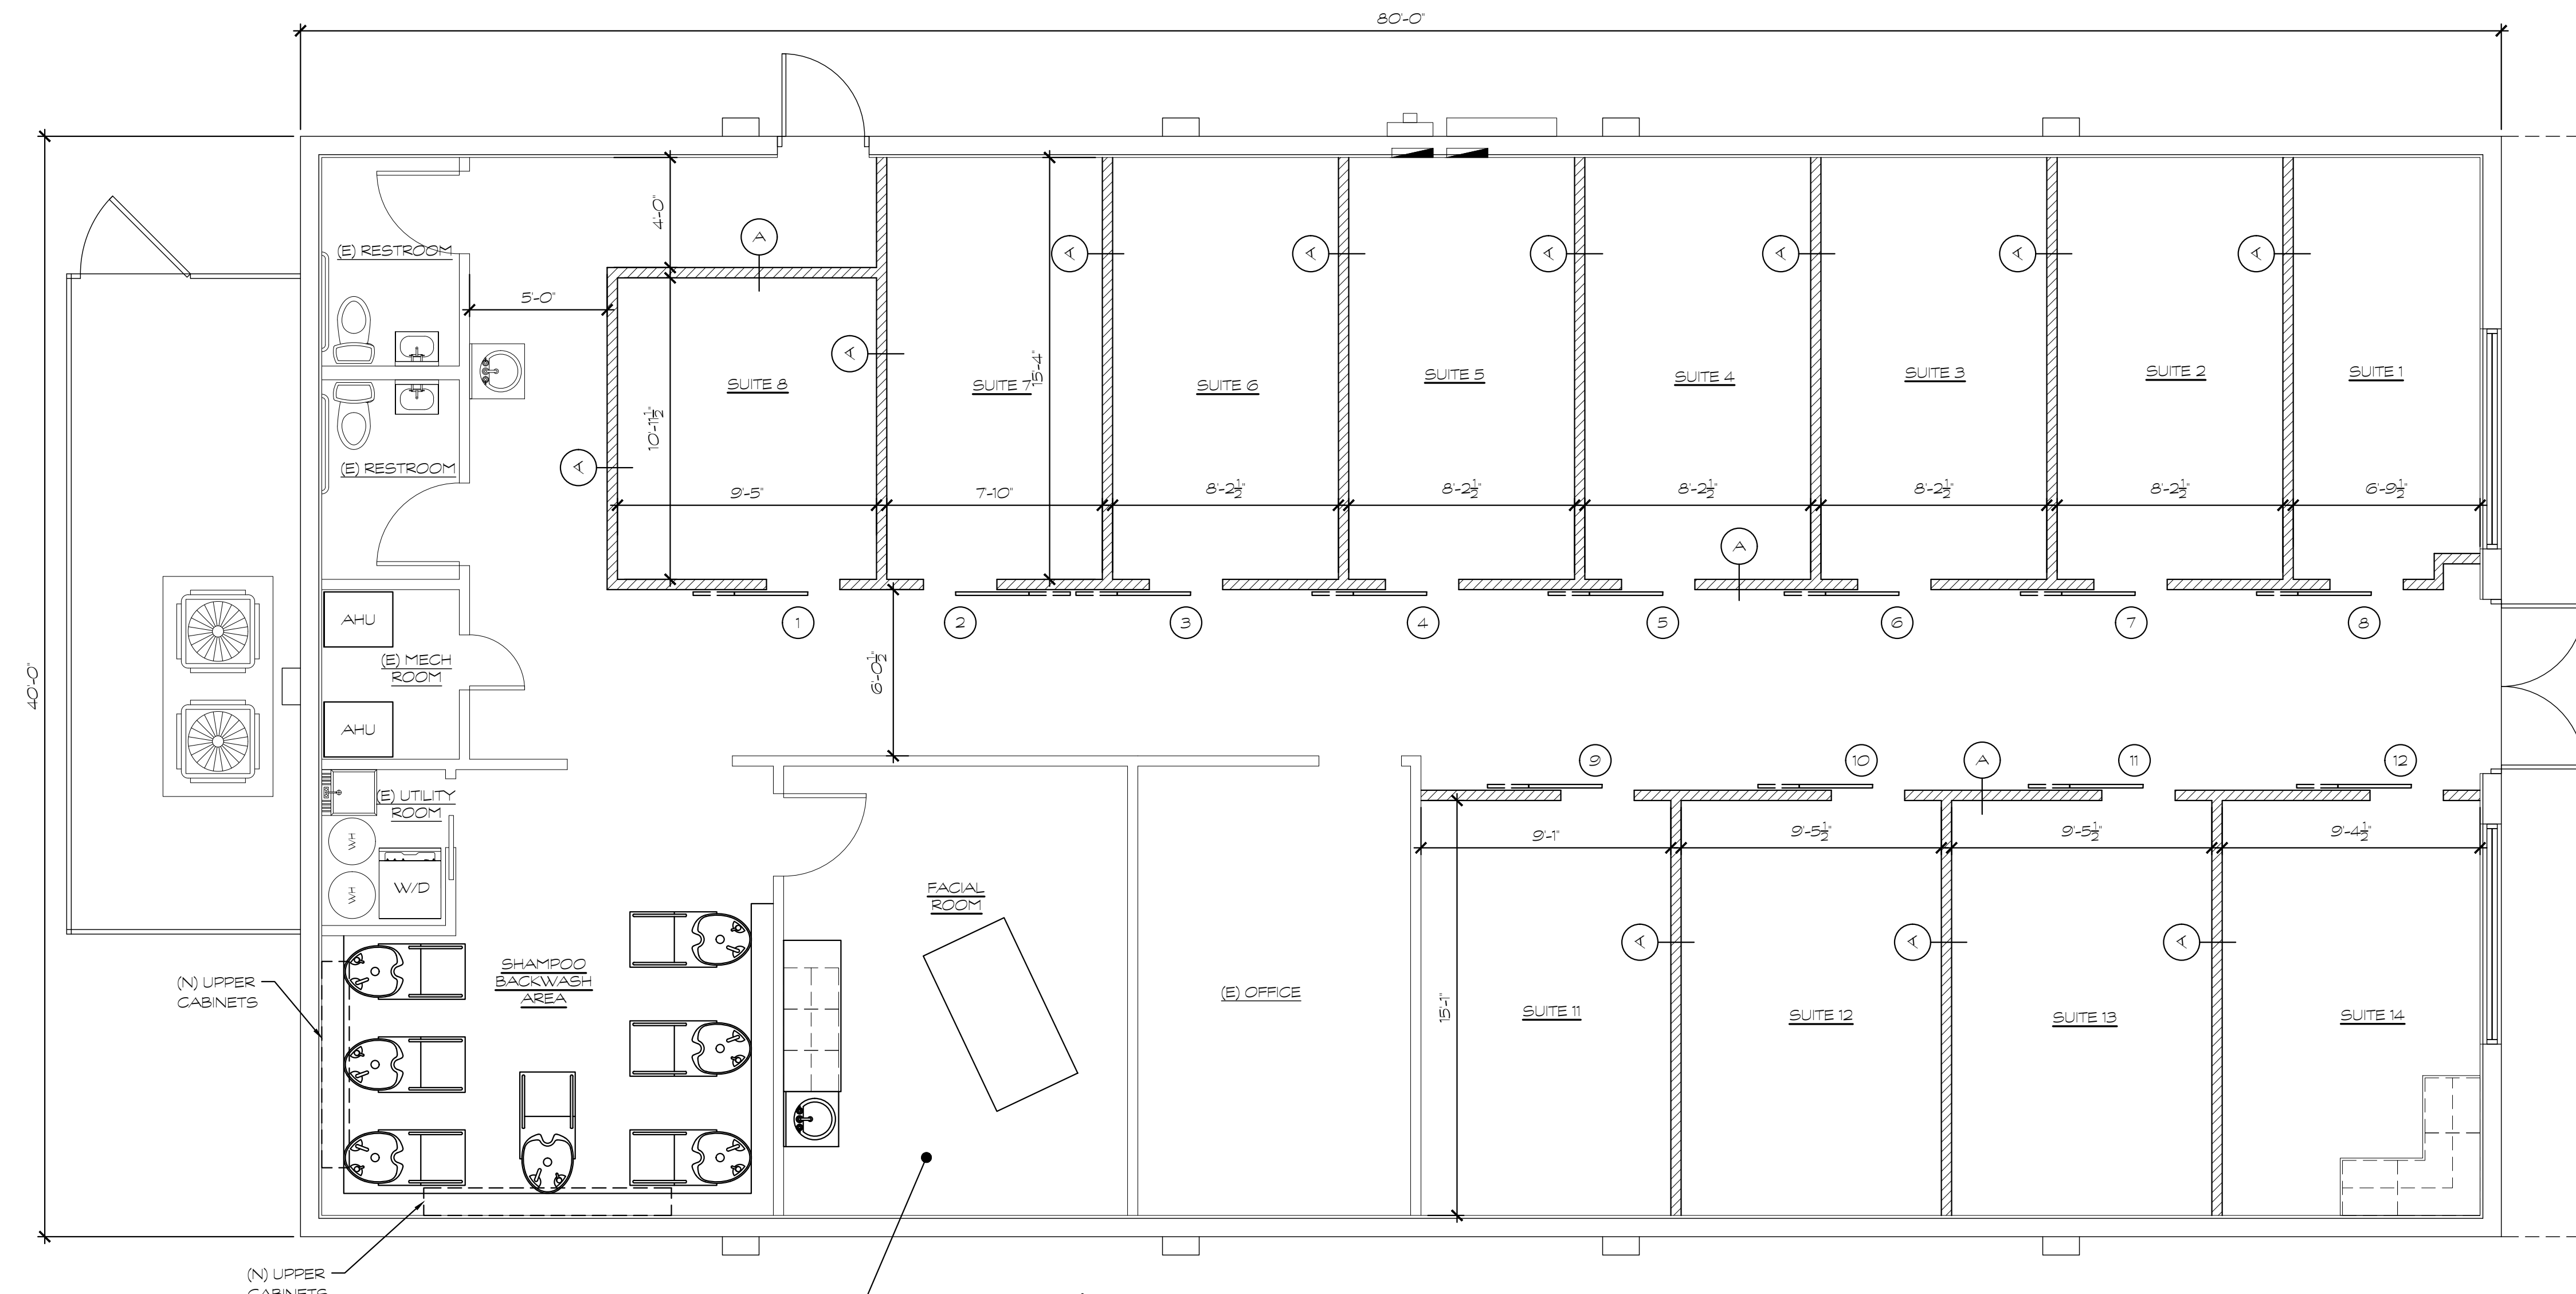 80'-0"
40'-0"
(E) RESTROOM
4'-0"
A
A
A
A
A
A
A
5'-0"
A
SUITE 8
SUITE 7
15'-4"
SUITE 6
SUITE 5
SUITE 4
SUITE 3
SUITE 2
SUITE 1
10'-11½"
(E) RESTROOM
A
9'-5"
7'-10"
8'-2½"
8'-2½"
8'-2½"
8'-2½"
8'-2½"
6'-9½"
A
AHU
1
2
3
4
5
6
7
8
(E) MECH
ROOM
6'-0½"
AHU
9
10
A
11
12
(E) UTILITY
ROOM
WH
WH
W/D
9'-1"
9'-5½"
9'-5½"
9'-4½"
FACIAL
ROOM
A
A
A
(N) UPPER
CABINETS
SHAMPOO
BACKWASH
AREA
(E) OFFICE
15'-1"
SUITE 11
SUITE 12
SUITE 13
SUITE 14
(N) UPPER
CABINETS